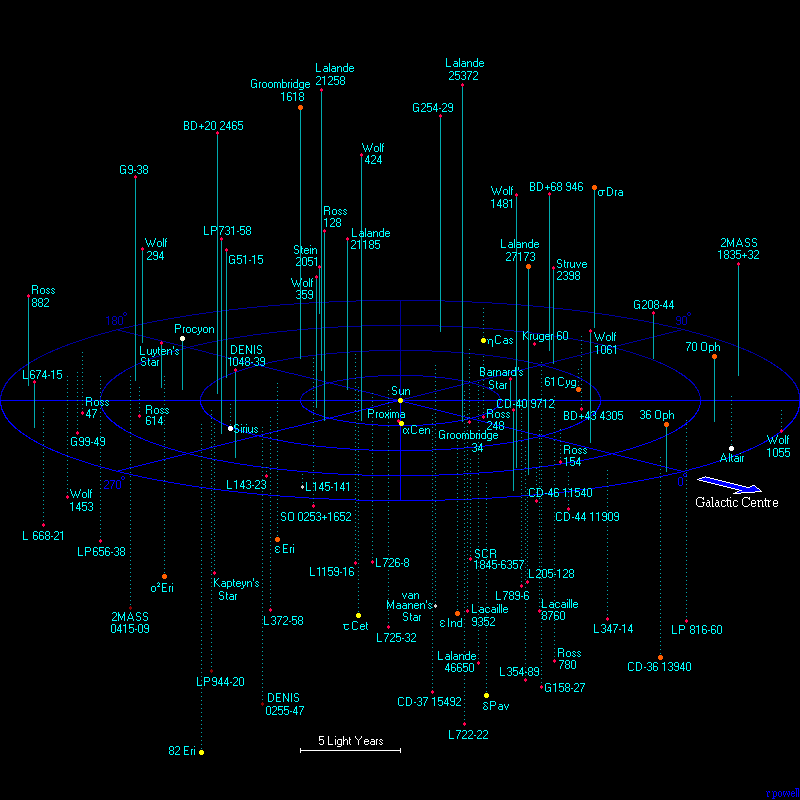 Lalande
25372
Lalande
21258
Groombridge
1618
G254-29
BD+20 2465
Wolf
424
G9-38
Wolf
1481
BD+68 946
σDra
Ross
128
LP731-58
Wolf
294
G51-15
Stein
2051
Lalande
21185
Lalande
27173
2MASS
1835+32
Struve
2398
Wolf
359
Ross
882
G208-44
180°
90°
Procyon
Luyten's
Star
ηCas
Kruger 60
Wolf
1061
70 Oph
DENIS
1048-39
L674-15
Barnard's
Star
61 Cyg
Sun
Proxima
αCen
CD-40 9712
Ross
47
Ross
614
Sirius
Ross
248
BD+43 4305
36 Oph
G99-49
Groombridge
34
Wolf
1055
Altair
Ross
154
270°
0°
L143-23
L145-141
Galactic Centre
Wolf
1453
CD-46 11540
SO 0253+1652
CD-44 11909
L 668-21
LP656-38
εEri
L1159-16
L726-8
SCR
1845-6357
L205-128
ο²Eri
Kapteyn's
Star
L789-6
van
Maanen's
Star
2MASS
0415-09
L372-58
τCet
L725-32
εInd
Lacaille
9352
Lacaille
8760
L347-14
LP 816-60
Lalande
46650
Ross
780
CD-36 13940
LP944-20
L354-89
G158-27
DENIS
0255-47
CD-37 15492
δPav
L722-22
82 Eri
5 Light Years
cpowell